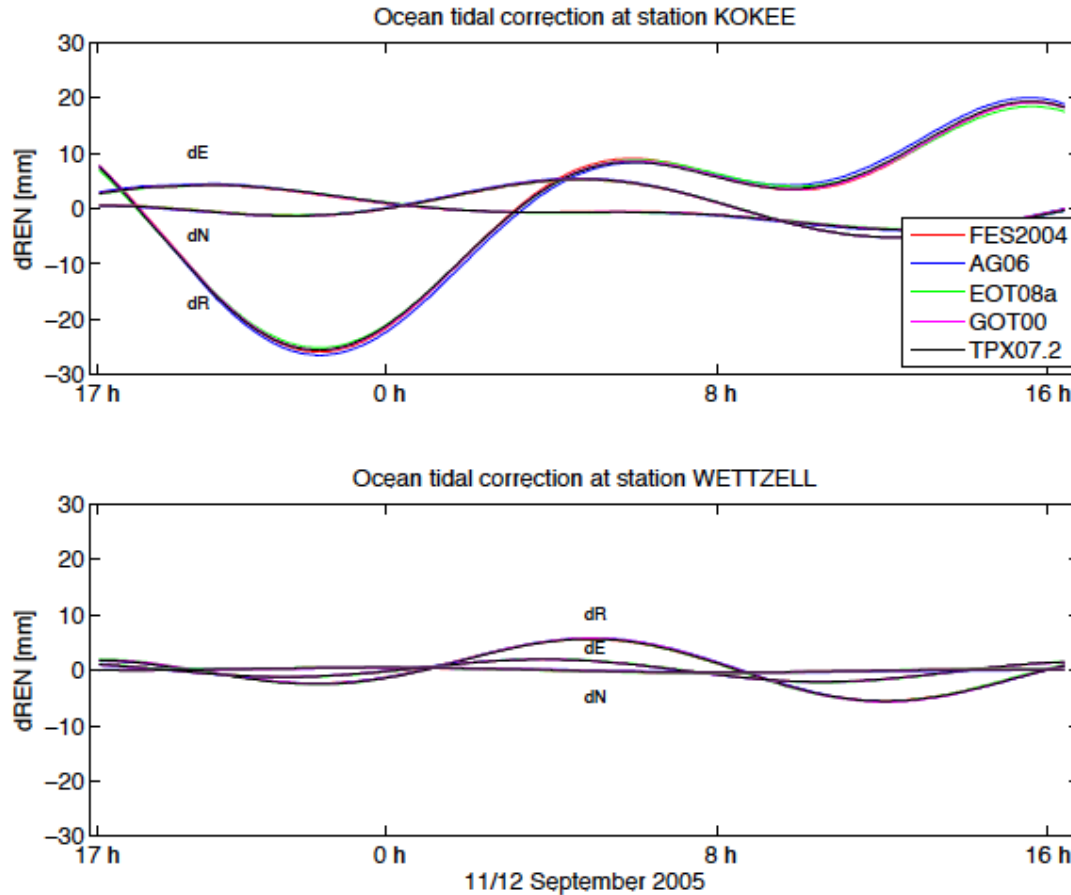 Ocean tidal correction at station KOKEE
30
20
10
0
−10
−20
−30
dREN [mm]
dE
dN
dR
FES2004
AG06
EOT08a
GOT00
TPX07.2
17 h
0 h
8 h
16 h
Ocean tidal correction at station WETTZELL
30
20
10
0
−10
−20
−30
dREN [mm]
dR
dE
dN
17 h
0 h
8 h
16 h
11/12 September 2005